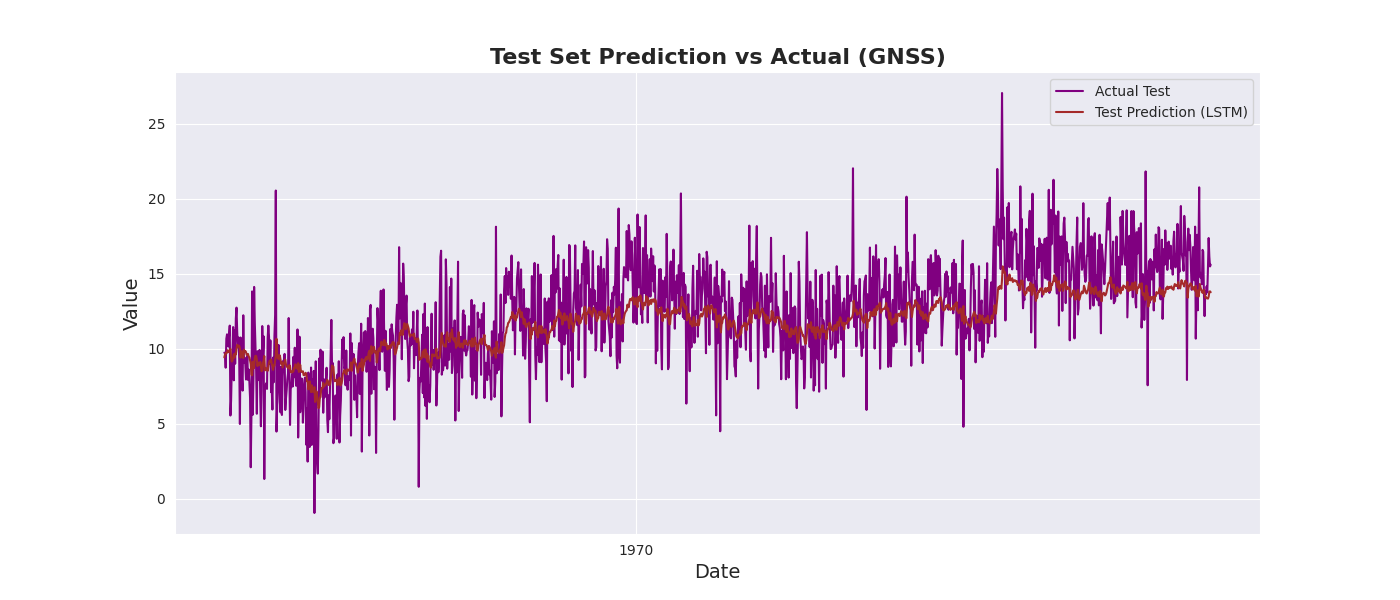 Test Set Prediction vs Actual (GNSS)
Actual Test
Test Prediction (LSTM)
Value
25
20
15
10
5
0
1970
Date